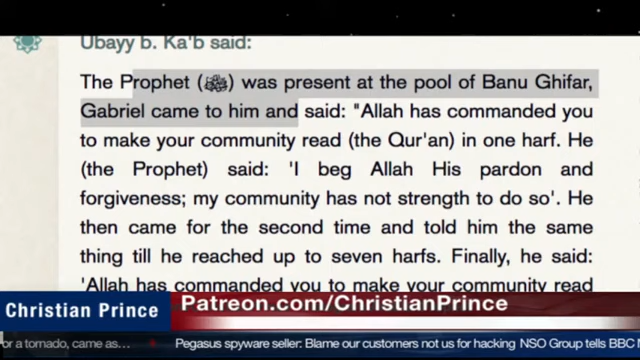 Ubayy b. Ka'b said:
The Prophet (ﷺ) was present at the pool of Banu Ghifar,
Gabriel came to him and said: "Allah has commanded you
to make your community read (the Qur'an) in one harf. He
(the Prophet) said: 'I beg Allah His pardon and
forgiveness; my community has not strength to do so'. He
then came for the second time and told him the same
thing till he reached up to seven harfs. Finally, he said:
'Allah has commanded you to make your community read
Christian Prince
Patreon.com/ChristianPrince
or a tornado, came as... Pegasus spyware seller: Blame our customers not us for hacking NSO Group tells BBC